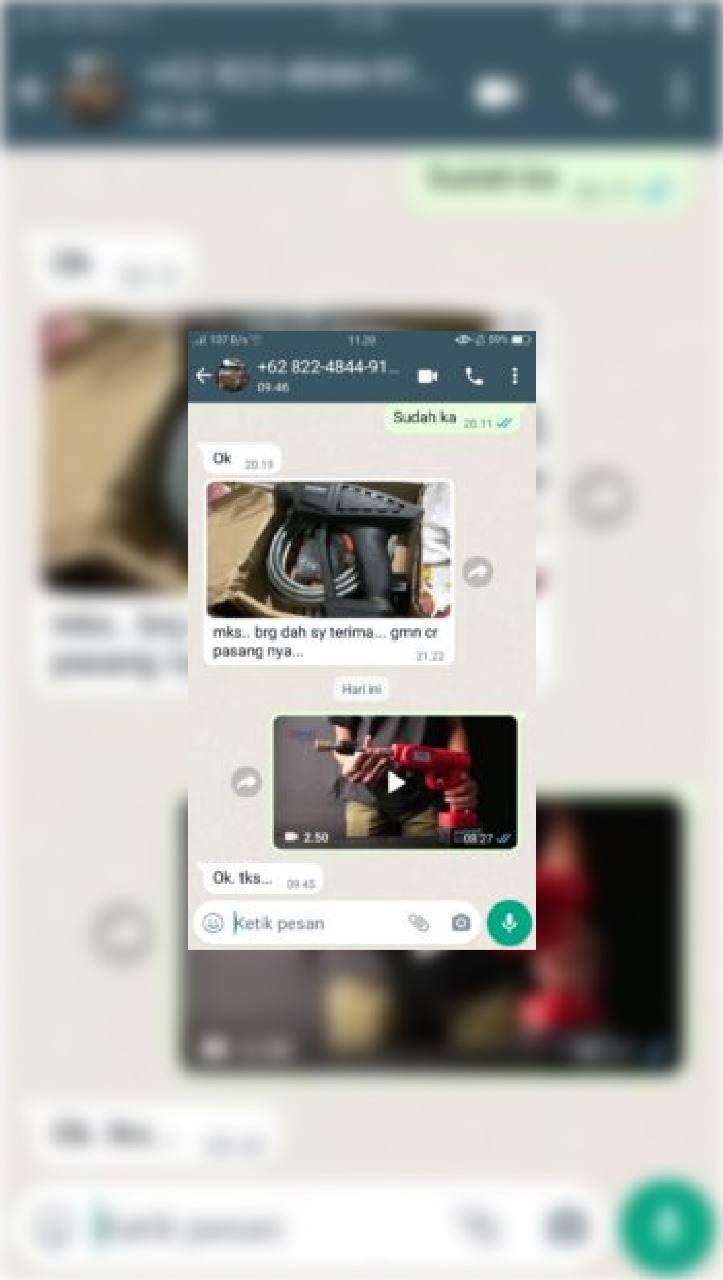 107 B/s
11.20
59%
+62 822-4844-91...
09.46
Sudah ka 20.11
Ok 20.19
mks.. brg dah sy terima... gmn cr
pasang nya...
21.22
Hari ini
2.50
08.27
Ok. tks... 09.45
Ketik pesan